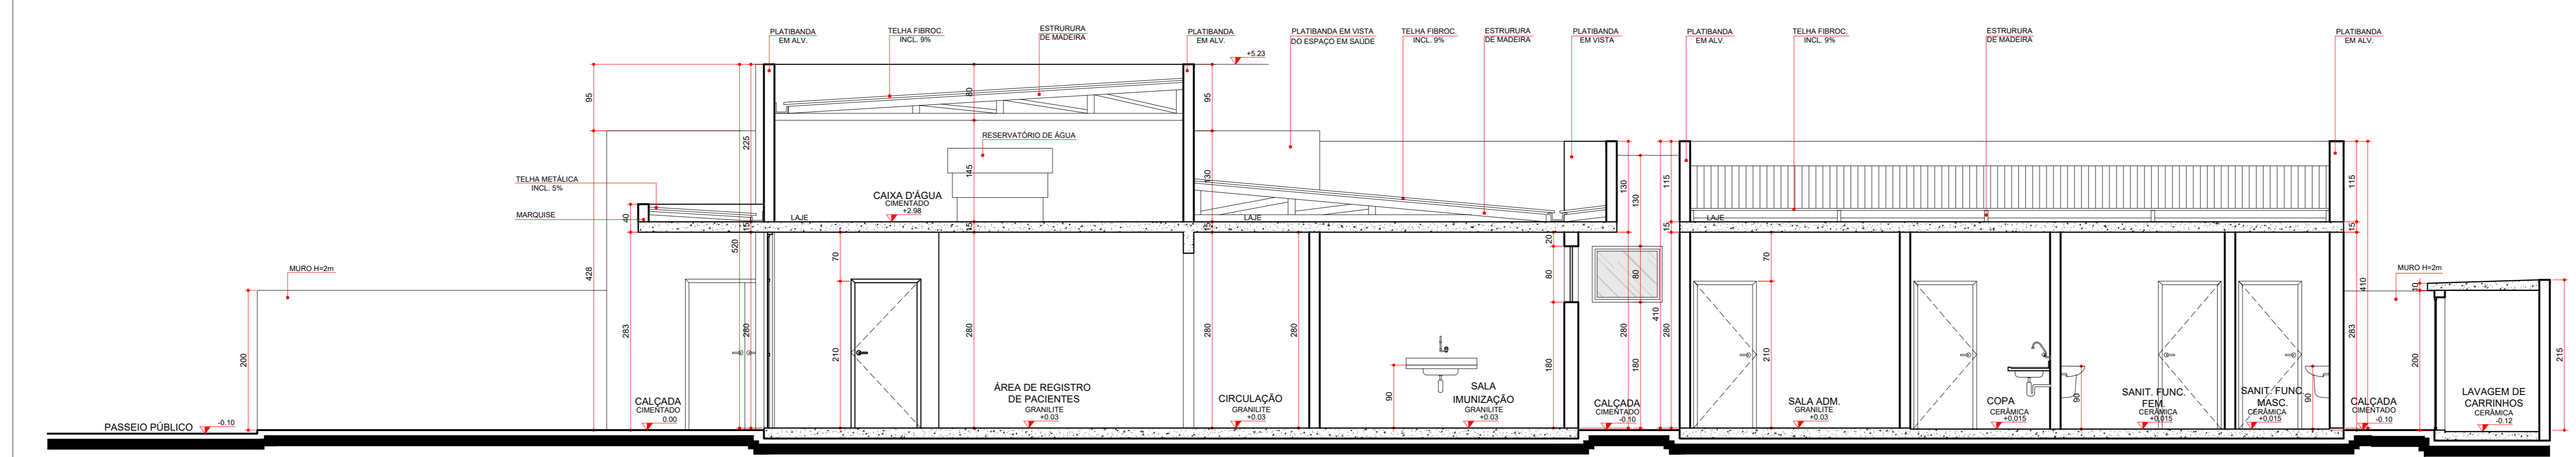 PLATIBANDA
EM ALV.
TELHA FIBROC.
INCL. 9%
ESTRURURA
DE MADEIRA
PLATIBANDA
EM ALV.
+5.23
PLATIBANDA EM VISTA
DO ESPAÇO EM SAÚDE
TELHA FIBROC.
INCL. 9%
ESTRURURA
DE MADEIRA
PLATIBANDA
EM VISTA
PLATIBANDA
EM ALV.
TELHA FIBROC.
INCL. 9%
ESTRURURA
DE MADEIRA
PLATIBANDA
EM ALV.
95
80
95
225
RESERVATÓRIO DE ÁGUA
145
130
130
130
115
115
TELHA METÁLICA
INCL. 5%
MARQUISE
40
CAIXA D'ÁGUA
CIMENTADO
+2.98
LAJE
LAJE
LAJE
15
15
15
15
15
520
428
283
280
200
MURO H=2m
70
210
280
280
280
20
80
180
80
180
280
410
280
70
210
90
90
90
410
283
MURO H=2m
10
200
215
PASSEIO PÚBLICO
-0.10
CALÇADA
CIMENTADO
0.00
ÁREA DE REGISTRO
DE PACIENTES
GRANILITE
+0.03
CIRCULAÇÃO
GRANILITE
+0.03
SALA
IMUNIZAÇÃO
GRANILITE
+0.03
CALÇADA
CIMENTADO
-0.10
SALA ADM.
GRANILITE
+0.03
COPA
CERÂMICA
+0,015
SANIT. FUNC.
FEM.
CERÂMICA
+0,015
SANIT. FUNC.
MASC.
CERÂMICA
+0,015
CALÇADA
CIMENTADO
-0.10
LAVAGEM DE
CARRINHOS
CERÂMICA
-0.12